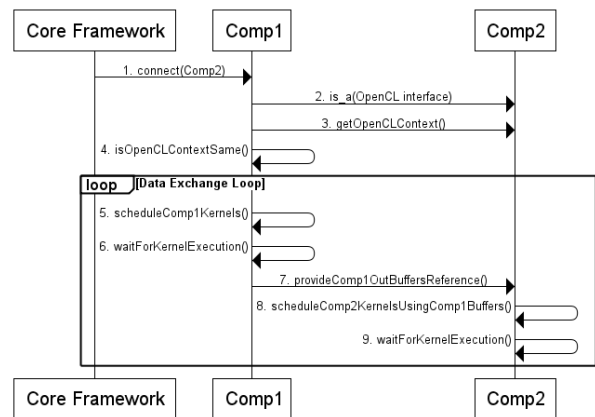 Core Framework
Comp1
Comp2
1. connect(Comp2)
2. is_a(OpenCL interface)
3. getOpenCLContext()
4. isOpenCLContextSame()
loop
[Data Exchange Loop]
5. scheduleComp1Kernels()
6. waitForKernelExecution()
7. provideComp1OutBuffersReference()
8. scheduleComp2KernelsUsingComp1Buffers()
9. waitForKernelExecution()
Core Framework
Comp1
Comp2